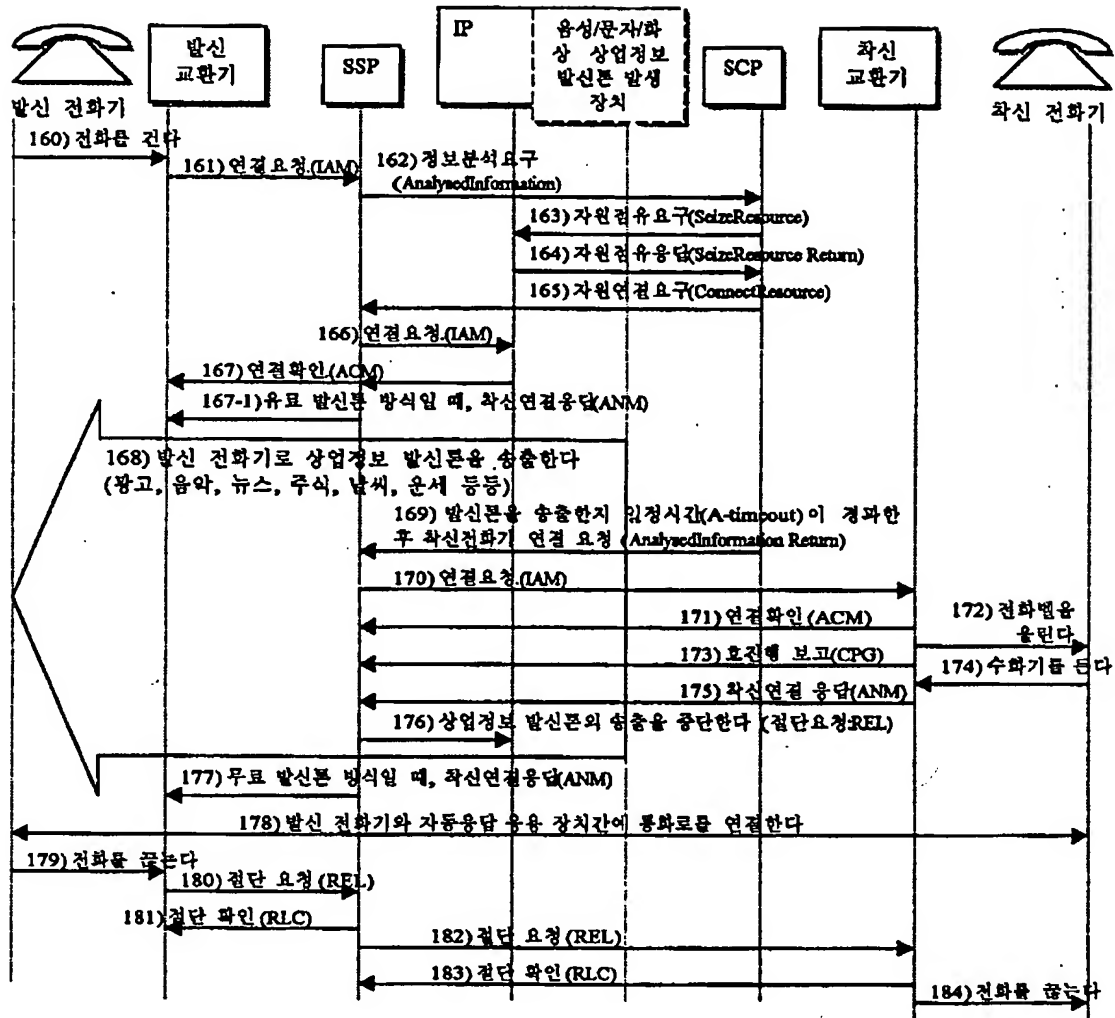 발신 전화기
발신
교환기
SSP
IP
음성/문자/화
상 상업정보
발신톤 발생
장치
SCP
착신
교환기
착신 전화기
160) 전화를 건다
161) 연결요청(IAM)
162) 정보분석요구
(AnalysedInformation)
163) 자원점유요구(SeizeResource)
164) 자원점유응답(SeizeResource Return)
165) 자원연결요구(ConnectResource)
166) 연결요청.(IAM)
167) 연결확인(ACM)
167-1) 유료 발신톤 방식일 때, 착신연결응답(ANM)
168) 발신 전화기로 상업정보 발신톤을 송출한다
(광고, 음악, 뉴스, 주식, 날씨, 운세 등등)
169) 발신톤을 송출한지 일정시간(A-timeout) 이 경과한
후 착신전화기 연결 요청 (AnalysedInformation Return)
170) 연결요청.(IAM)
171) 연결확인 (ACM)
172) 전화벨을
울린다
173) 호진행 보고(CPG)
174) 수화기를 든다
175) 착신연결 응답(ANM)
176) 상업정보 발신톤의 송출을 중단한다 (절단요청:REL)
177) 무료 발신톤 방식일 때, 착신연결응답(ANM)
178) 발신 전화기와 자동응답 응용 장치간에 통화로를 연결한다
179) 전화를 끊는다
180) 절단 요청 (REL)
181) 절단 확인 (RLC)
182) 절단 요청 (REL)
183) 절단 확인 (RLC)
184) 전화를 끊는다